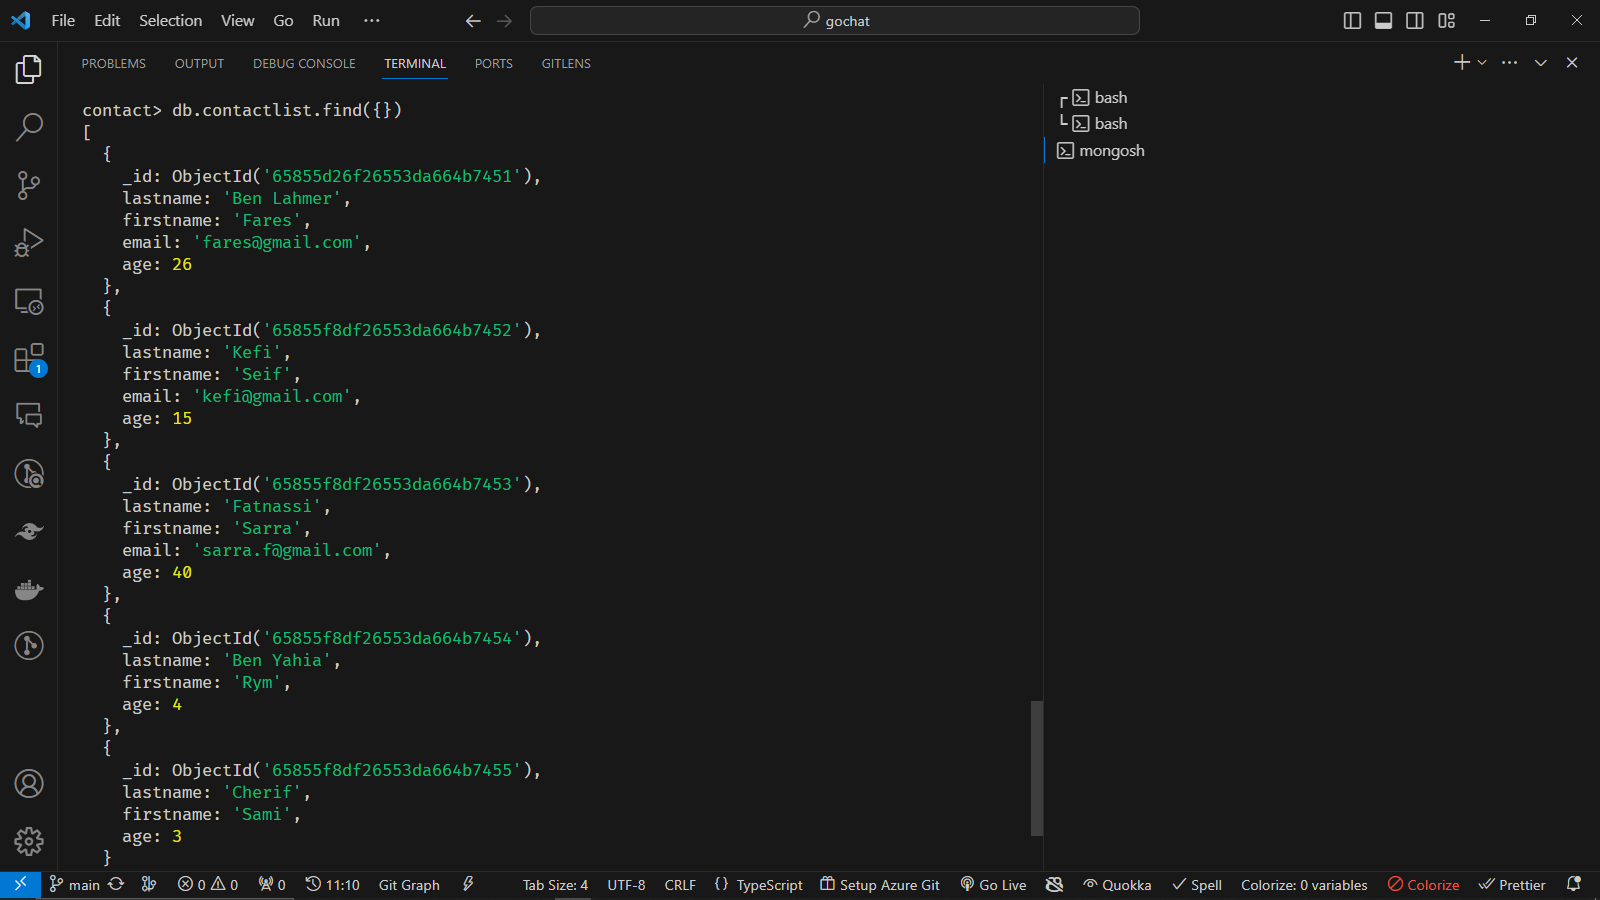 File Edit Selection View Go Run ···
gochat
PROBLEMS OUTPUT DEBUG CONSOLE TERMINAL PORTS GITLENS
contact> db.contactlist.find({})
[
{
_id: ObjectId('65855d26f26553da664b7451'),
lastname: 'Ben Lahmer',
firstname: 'Fares',
email: 'fares@gmail.com',
age: 26
},
{
_id: ObjectId('65855f8df26553da664b7452'),
lastname: 'Kefi',
firstname: 'Seif',
email: 'kefi@gmail.com',
age: 15
},
{
_id: ObjectId('65855f8df26553da664b7453'),
lastname: 'Fatnassi',
firstname: 'Sarra',
email: 'sarra.f@gmail.com',
age: 40
},
{
_id: ObjectId('65855f8df26553da664b7454'),
lastname: 'Ben Yahia',
firstname: 'Rym',
age: 4
},
{
_id: ObjectId('65855f8df26553da664b7455'),
lastname: 'Cherif',
firstname: 'Sami',
age: 3
}
bash
bash
mongosh
1
main 0 0 0 11:10 Git Graph Tab Size: 4 UTF-8 CRLF {} TypeScript Setup Azure Git Go Live Quokka Spell Colorize: 0 variables Colorize Prettier